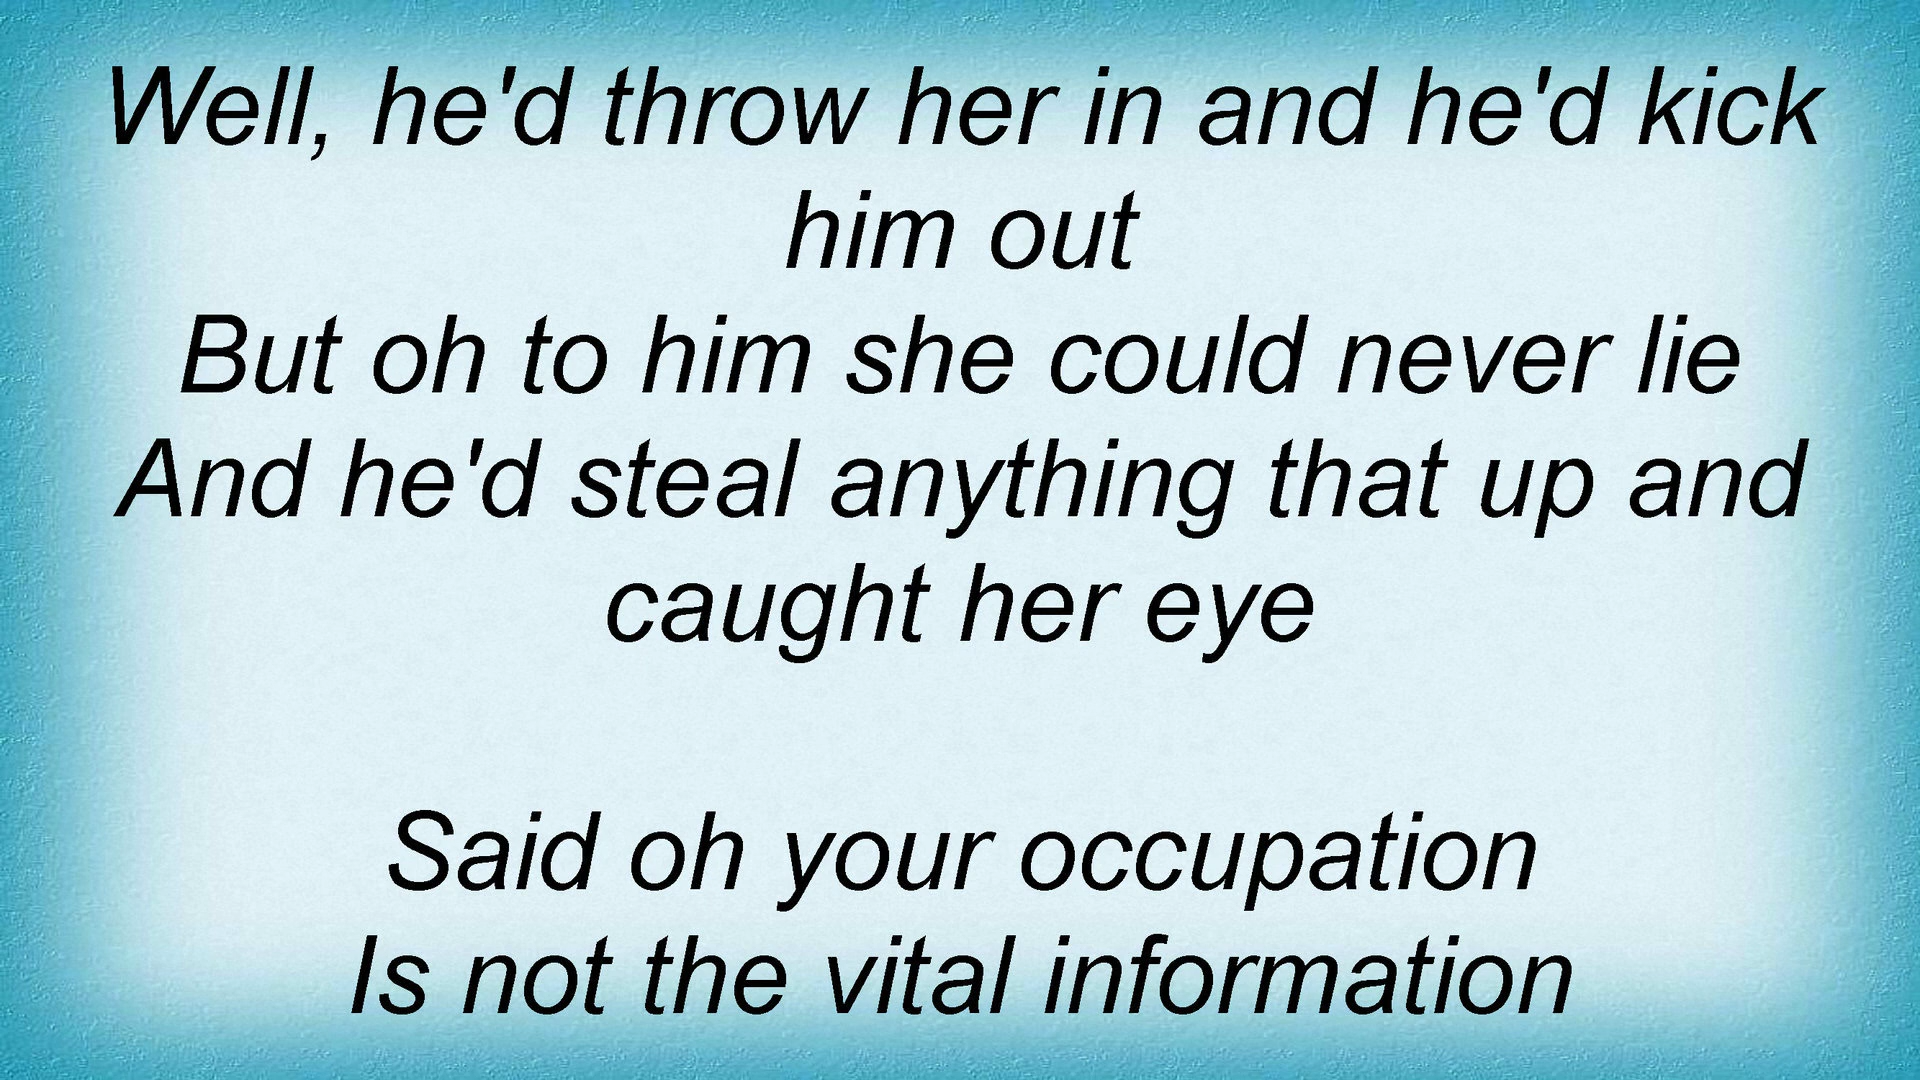 Well, he'd throw her in and he'd kick
him out
But oh to him she could never lie
And he'd steal anything that up and
caught her eye
Said oh your occupation
Is not the vital information